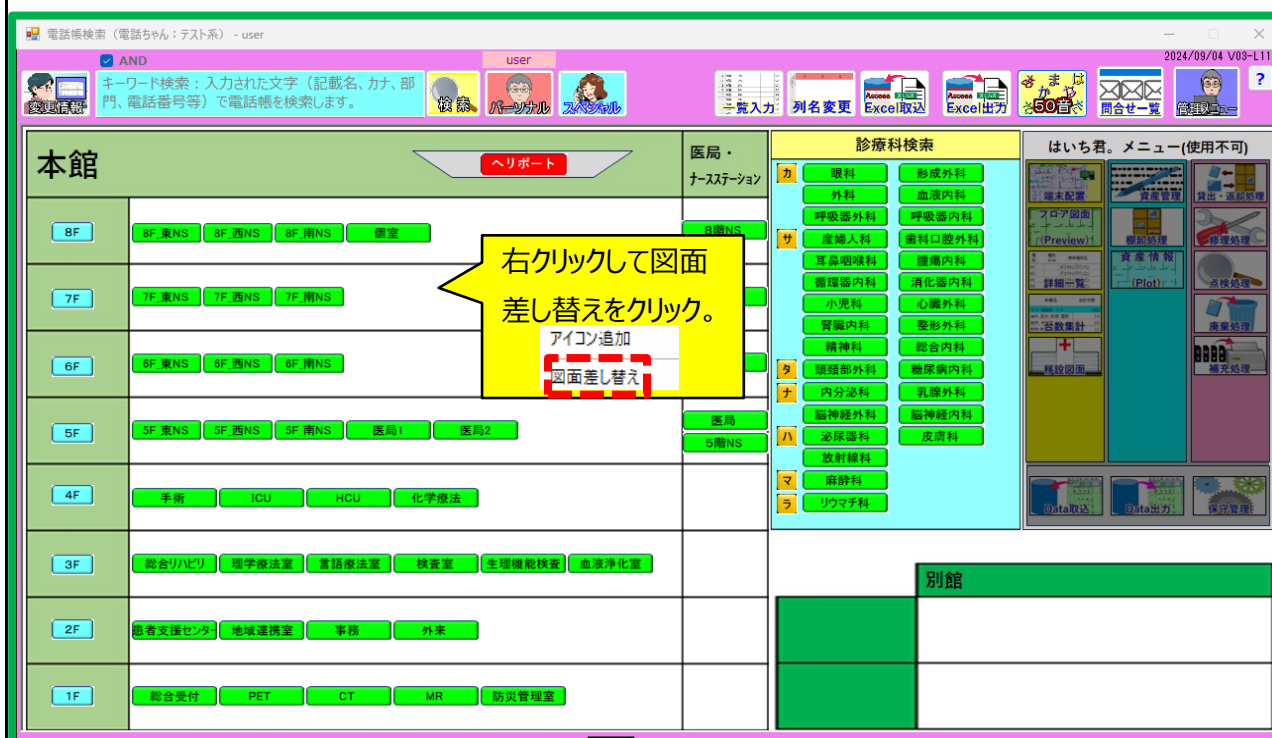 電話帳検索（電話ちゃん：テスト系） - user
2024/09/04 V03-L11
AND
user
変更情報
キーワード検索：入力された文字（記載名、カナ、部門、電話番号等）で電話帳を検索します。
検索
パーソナル
スペシャル
一覧入力
列名変更
Excel取込
Excel出力
50音
問合せ一覧
管理メニュー
?
本館
ヘリポート
医局・
ナースステーション
8F
8F_東NS 8F_西NS 8F_南NS 個室
8階NS
7F
7F_東NS 7F_西NS 7F_南NS
6F
6F_東NS 6F_西NS 6F_南NS
5F
5F_東NS 5F_西NS 5F_南NS 医局1 医局2
医局
5階NS
4F
手術 ICU HCU 化学療法
3F
総合リハビリ 理学療法室 言語療法室 検査室 生理機能検査 血液浄化室
2F
患者支援センター 地域連携室 事務 外来
1F
総合受付 PET CT MR 防災管理室
右クリックして図面
差し替えをクリック。
アイコン追加
図面差し替え
診療科検索
カ 眼科 形成外科
外科 血液内科
呼吸器外科 呼吸器内科
サ 産婦人科 歯科口腔外科
耳鼻咽喉科 腫瘍内科
循環器内科 消化器内科
小児科 心臓外科
腎臓内科 整形外科
精神科 総合内科
タ 頭頚部外科 糖尿病内科
ナ 内分泌科 乳腺外科
脳神経外科 脳神経内科
ハ 泌尿器科 皮膚科
放射線科
マ 麻酔科
ラ リウマチ科
はいち君。メニュー(使用不可)
端末配置 資産管理 貸出・返却処理
フロア図面
(Preview) 棚卸処理 修理処理
詳細一覧 資産情報
(Plot) 点検処理
台数集計 廃棄処理
移設図面 補充処理
Data取込 Data出力 保守管理
別館